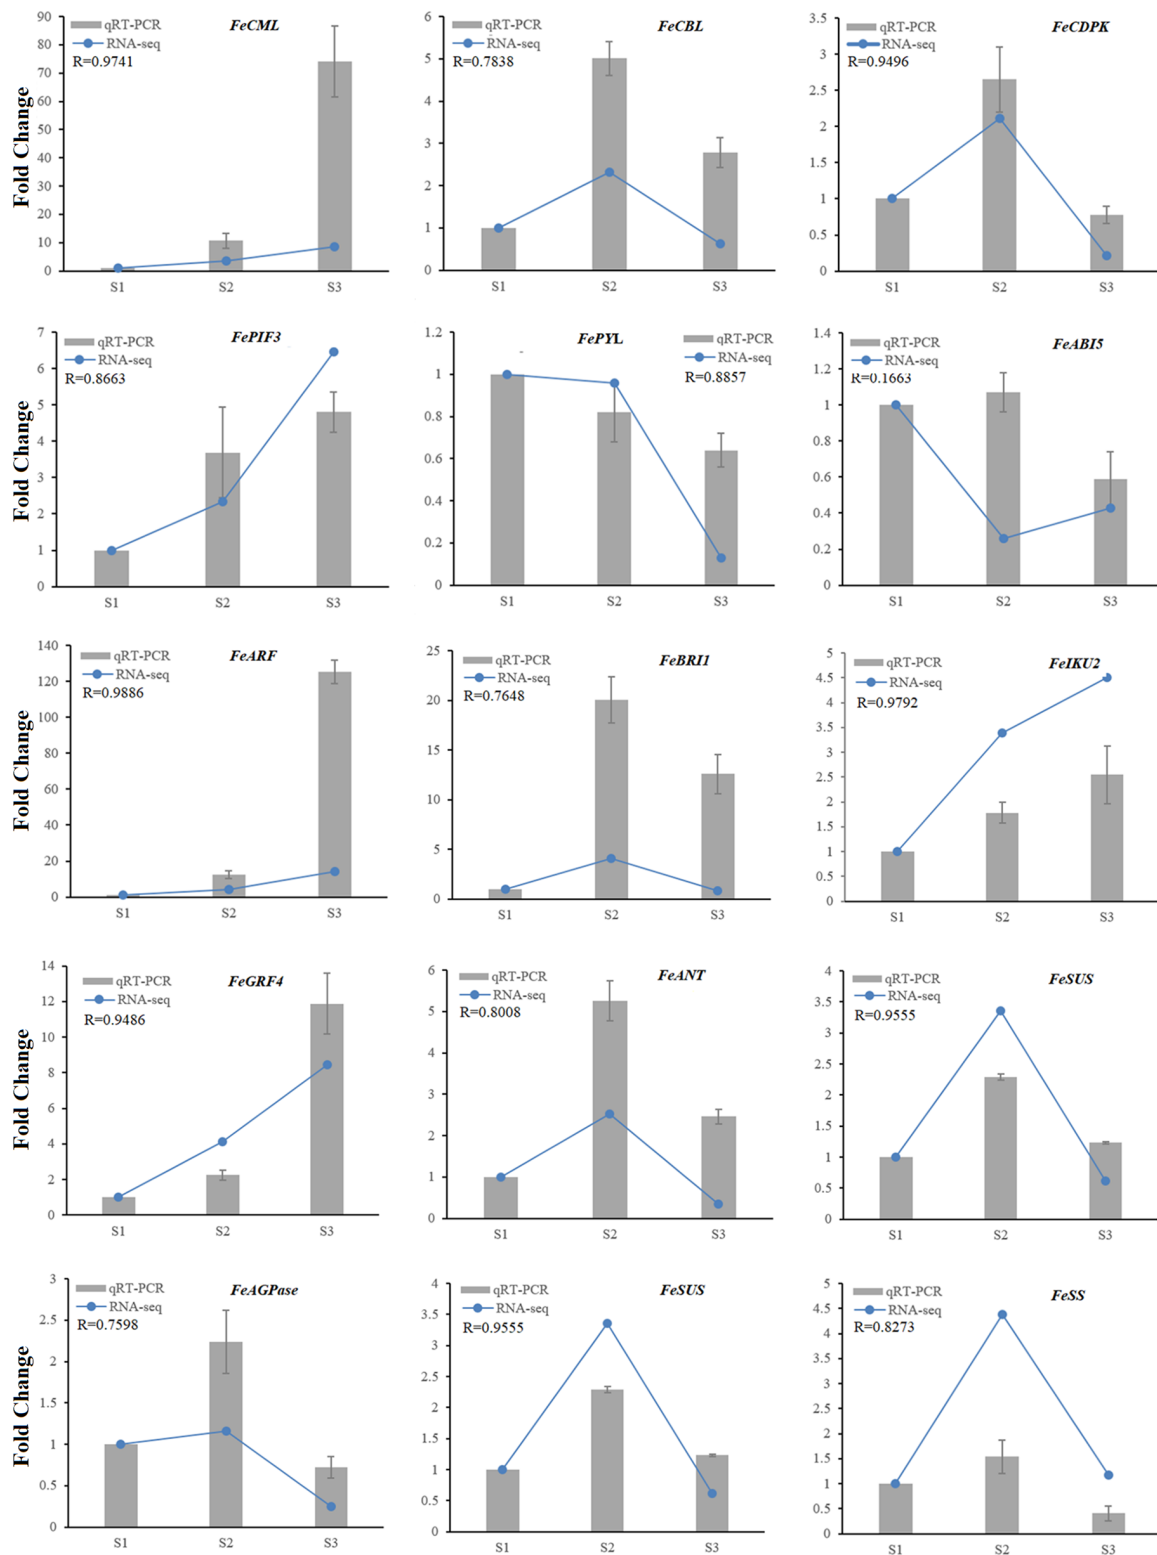 FeCML
qRT-PCR
RNA-seq
R=0.9741
Fold Change
90
80
70
60
50
40
30
20
10
0
S1 S2 S3
FeCBL
qRT-PCR
RNA-seq
R=0.7838
6
5
4
3
2
1
0
S1 S2 S3
FeCDPK
qRT-PCR
RNA-seq
R=0.9496
3.5
3
2.5
2
1.5
1
0.5
0
S1 S2 S3
FePIF3
qRT-PCR
RNA-seq
R=0.8663
Fold Change
7
6
5
4
3
2
1
0
S1 S2 S3
FePYL
qRT-PCR
RNA-seq
R=0.8857
1.2
1
0.8
0.6
0.4
0.2
0
S1 S2 S3
FeABI5
qRT-PCR
RNA-seq
R=0.1663
1.4
1.2
1
0.8
0.6
0.4
0.2
0
S1 S2 S3
FeARF
qRT-PCR
RNA-seq
R=0.9886
Fold Change
140
120
100
80
60
40
20
0
S1 S2 S3
FeBRI1
qRT-PCR
RNA-seq
R=0.7648
25
20
15
10
5
0
S1 S2 S3
FeIKU2
qRT-PCR
RNA-seq
R=0.9792
5
4.5
4
3.5
3
2.5
2
1.5
1
0.5
0
S1 S2 S3
FeGRF4
qRT-PCR
RNA-seq
R=0.9486
Fold Change
14
12
10
8
6
4
2
0
S1 S2 S3
FeANT
qRT-PCR
RNA-seq
R=0.8008
6
5
4
3
2
1
0
S1 S2 S3
FeSUS
qRT-PCR
RNA-seq
R=0.9555
4
3.5
3
2.5
2
1.5
1
0.5
0
S1 S2 S3
FeAGPase
qRT-PCR
RNA-seq
R=0.7598
Fold Change
3
2.5
2
1.5
1
0.5
0
S1 S2 S3
FeSUS
qRT-PCR
RNA-seq
R=0.9555
4.5
3.5
3
2.5
2
1.5
1
0.5
0
S1 S2 S3
FeSS
qRT-PCR
RNA-seq
R=0.8273
5
4.5
4
3.5
3
2.5
2
1.5
1
0.5
0
S1 S2 S3